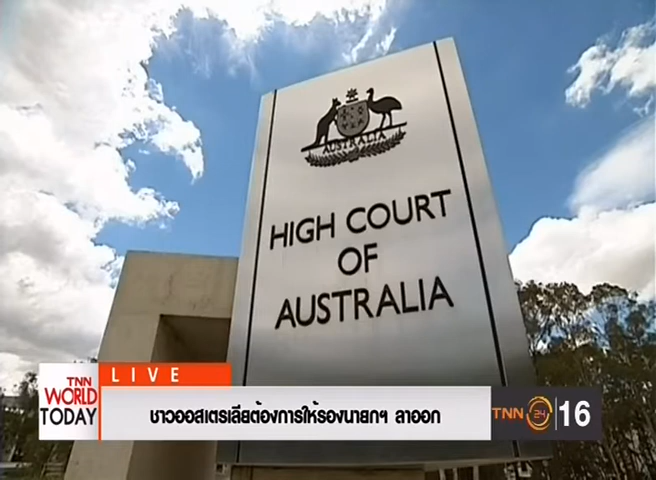 AUSTRALIA
HIGH COURT
OF
AUSTRALIA
LIVE
TNN
WORLD
TODAY
ชาวออสเตรเลียต้องการให้รองนายกฯ ลาออก
TNN 24 16